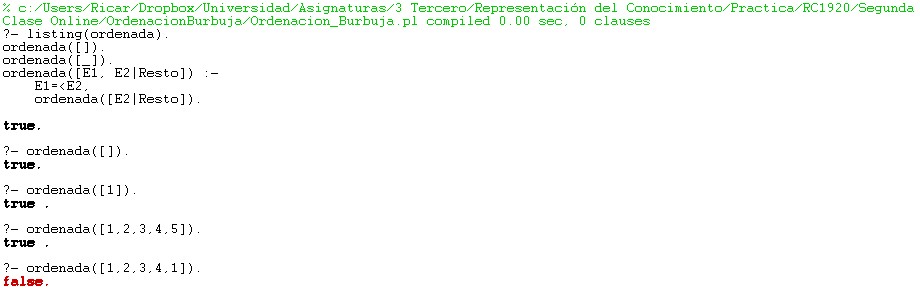 % c:/Users/Ricar/Dropbox/Universidad/Asignaturas/3 Tercero/Representación del Conocimiento/Practica/RC1920/Segunda
Clase Online/OrdenacionBurbuja/Ordenacion_Burbuja.pl compiled 0.00 sec, 0 clauses
?- listing(ordenada).
ordenada([]).
ordenada([_]).
ordenada([E1, E2|Resto]) :-
    E1=<E2,
    ordenada([E2|Resto]).
true.
?- ordenada([]).
true.
?- ordenada([1]).
true .
?- ordenada([1,2,3,4,5]).
true .
?- ordenada([1,2,3,4,1]).
false.